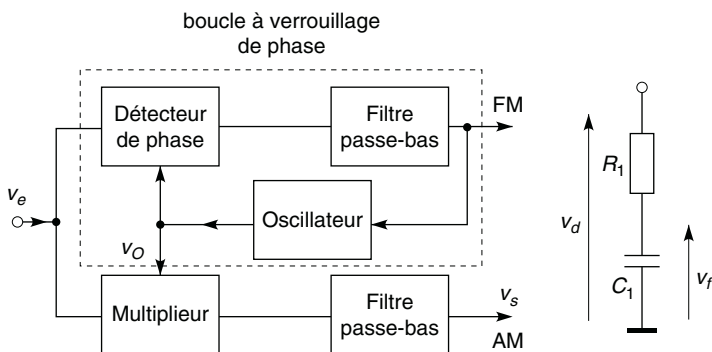 boucle à verrouillage
de phase
Détecteur
de phase
Filtre
passe-bas
FM
v_e
Oscillateur
v_O
Multiplieur
Filtre
passe-bas
v_s
AM
R_1
v_d
C_1
v_f